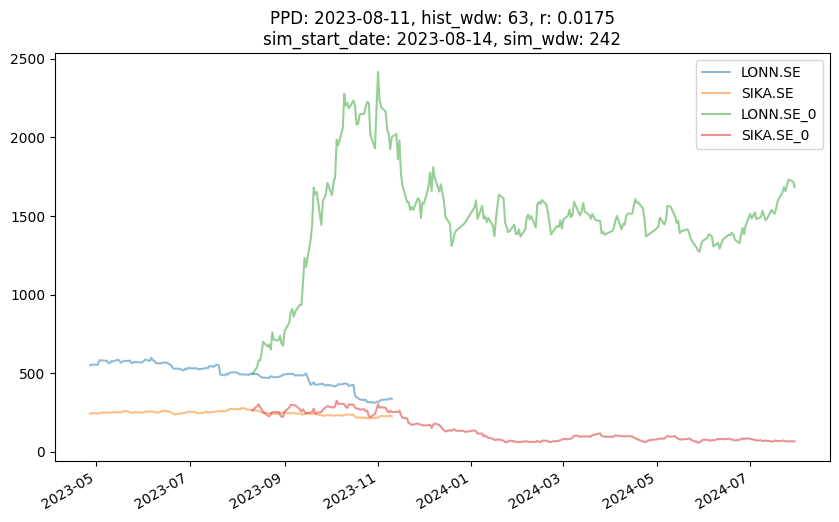 PPD: 2023-08-11, hist_wdw: 63, r: 0.0175
sim_start_date: 2023-08-14, sim_wdw: 242
2500
2000
1500
1000
500
0
LONN.SE
SIKA.SE
LONN.SE_0
SIKA.SE_0
2023-05
2023-07
2023-09
2023-11
2024-01
2024-03
2024-05
2024-07